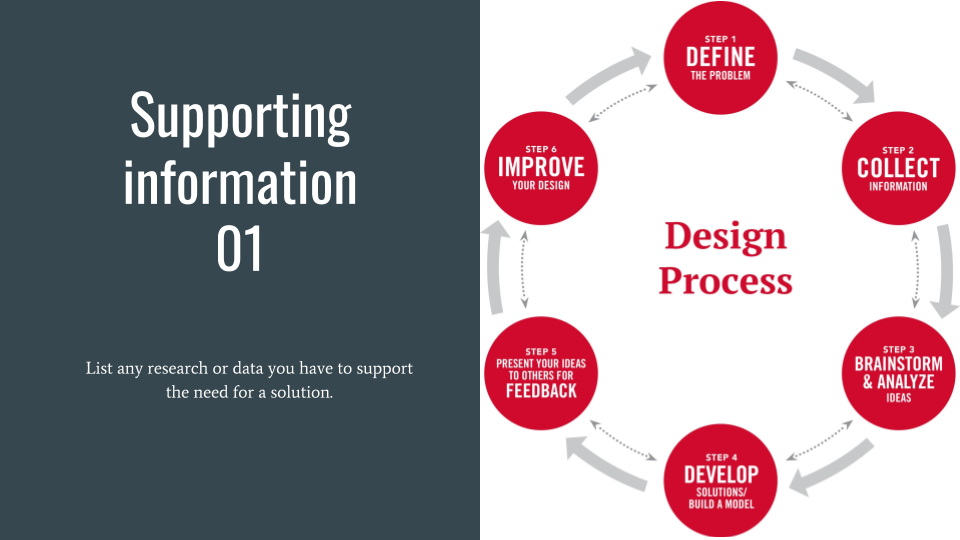 Supporting
information
01
List any research or data you have to support
the need for a solution.
Design
Process
STEP 1
DEFINE
THE PROBLEM
STEP 2
COLLECT
INFORMATION
STEP 3
BRAINSTORM
& ANALYZE
IDEAS
STEP 4
DEVELOP
SOLUTIONS/
BUILD A MODEL
STEP 5
PRESENT YOUR IDEAS
TO OTHERS FOR
FEEDBACK
STEP 6
IMPROVE
YOUR DESIGN